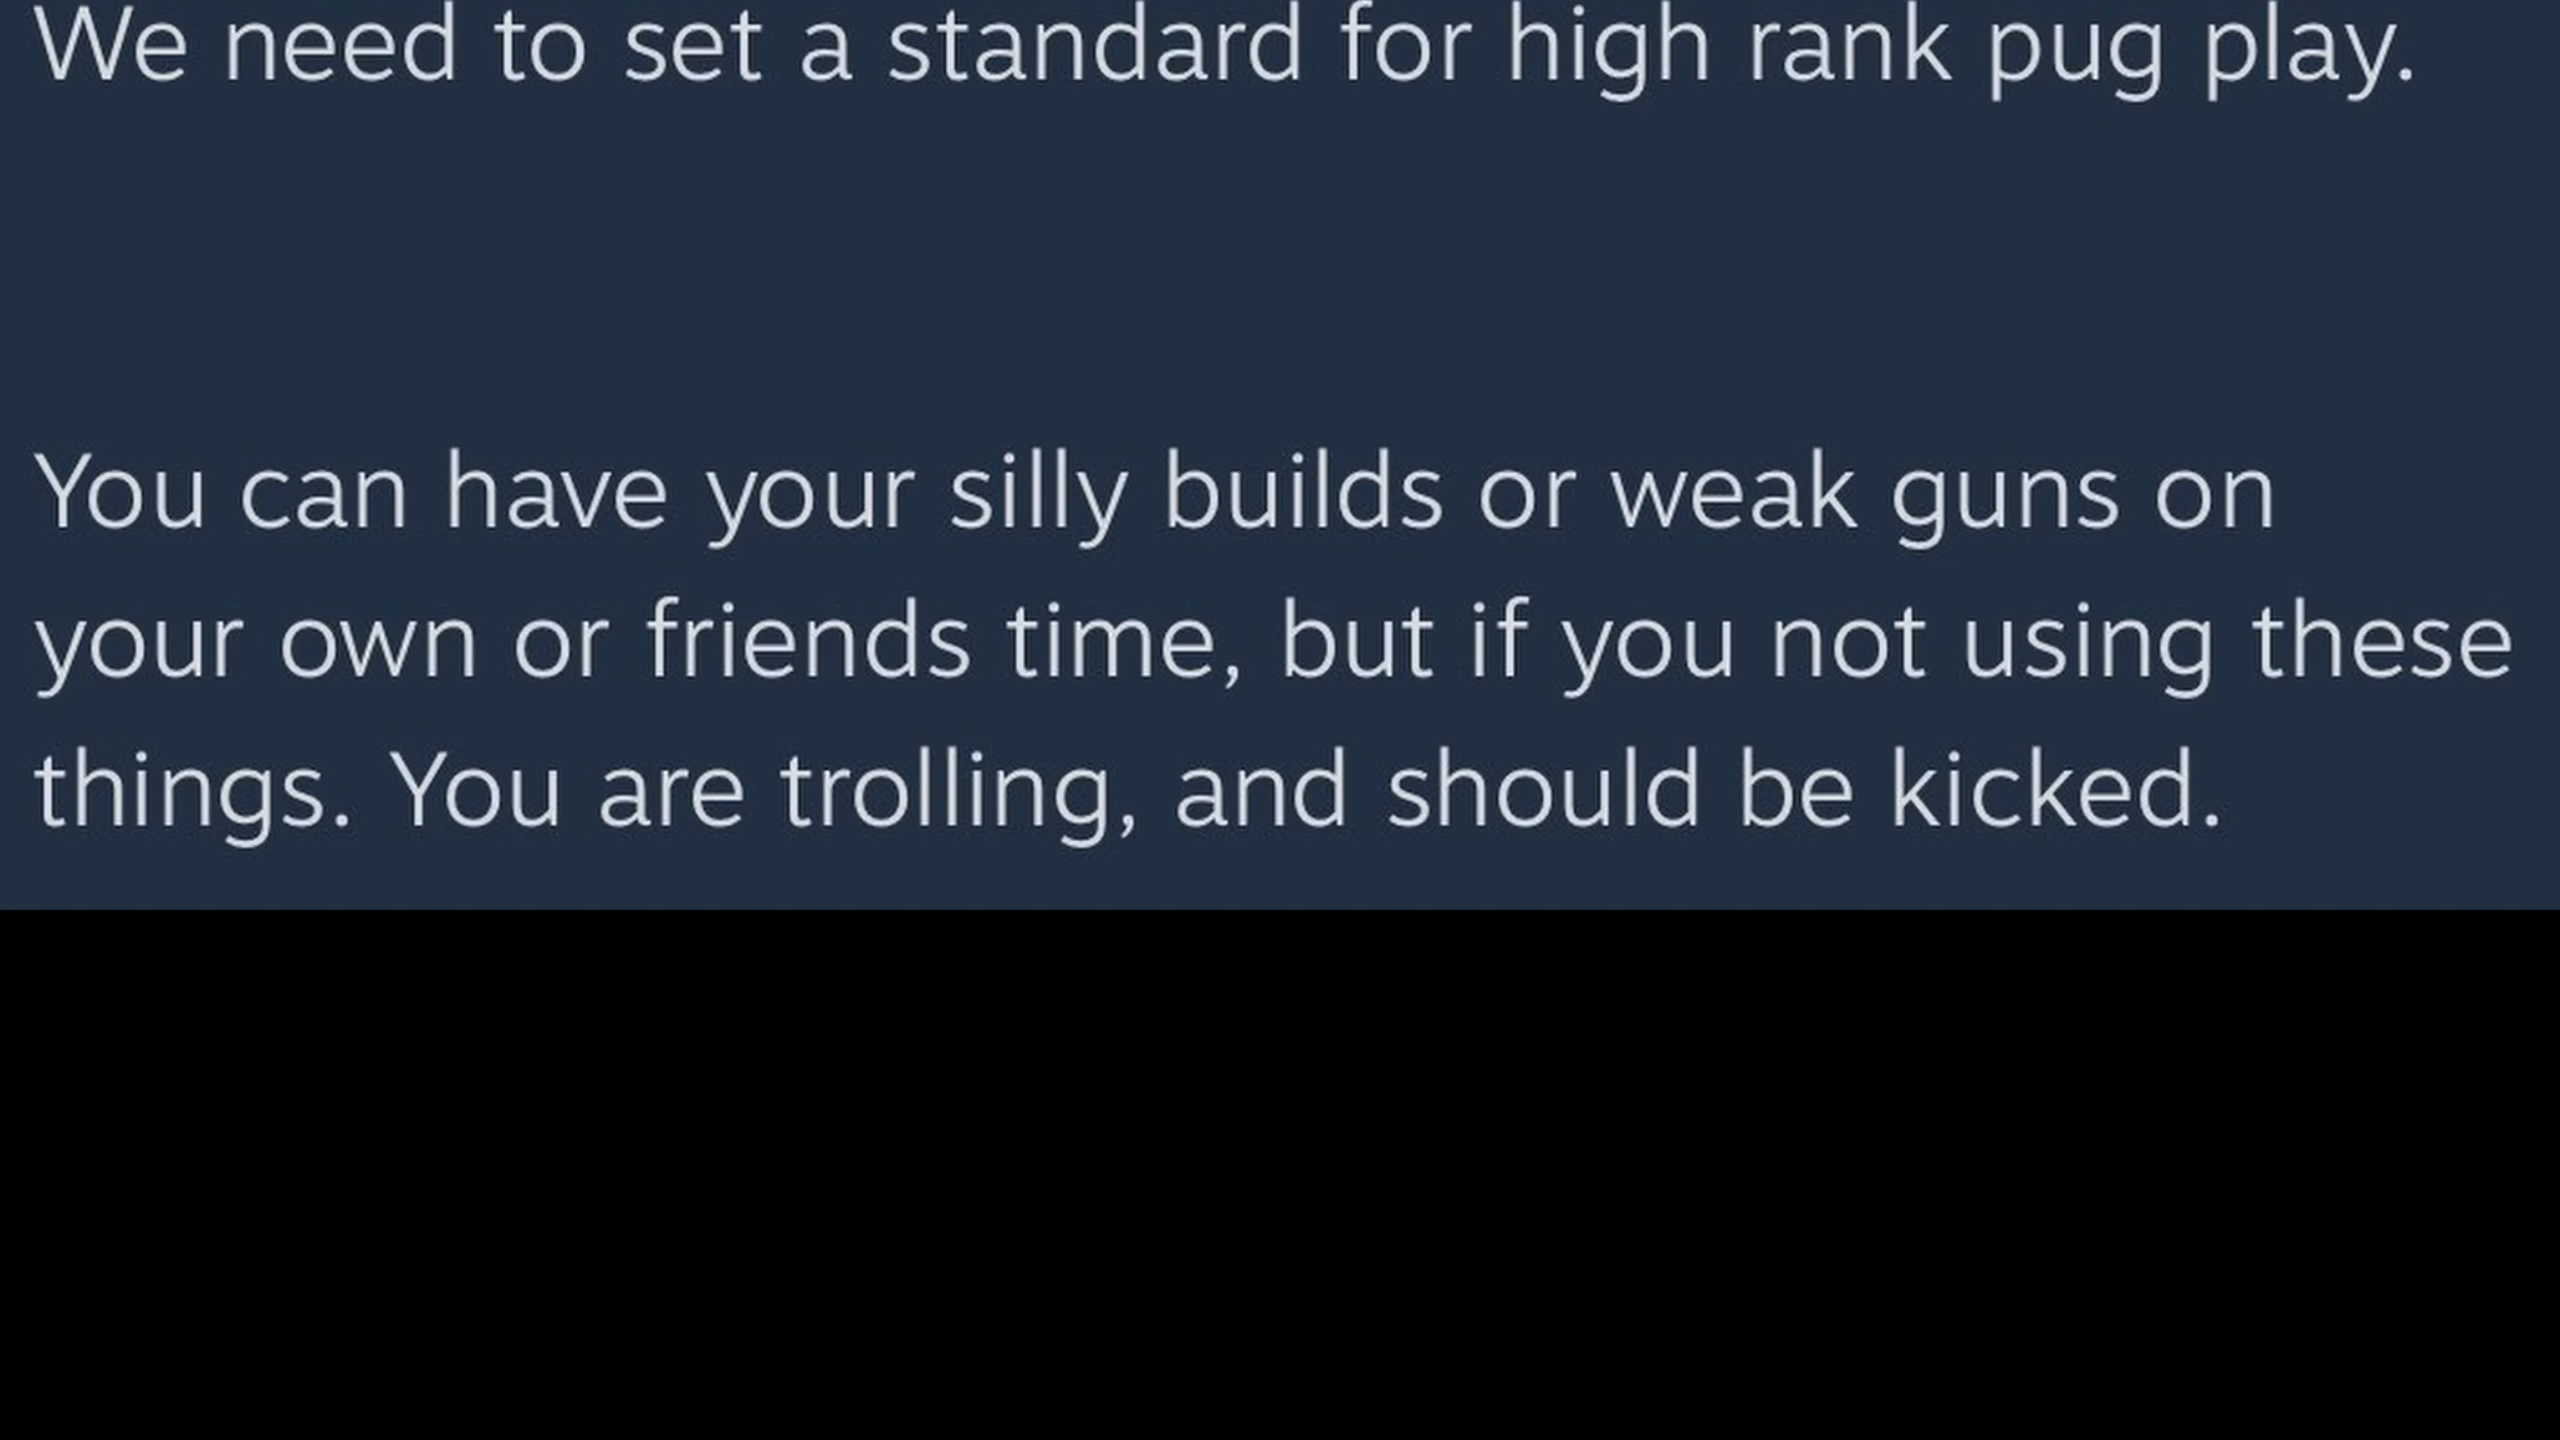 We need to set a standard for high rank pug play.
You can have your silly builds or weak guns on
your own or friends time, but if you not using these
things. You are trolling, and should be kicked.